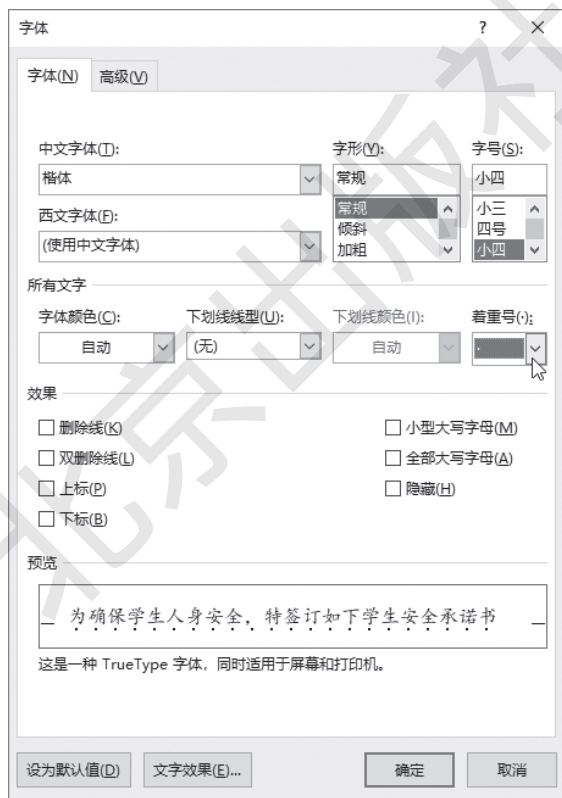 字体 ? ×
字体(N) 高级(V)
中文字体(T): 字形(Y): 字号(S):
楷体 常规 小四
常规 小三
西文字体(F): 倾斜 四号
(使用中文字体) 加粗 小四
所有文字
字体颜色(C): 下划线线型(U): 下划线颜色(I): 着重号(·):
自动 (无) 自动 ·
效果
删除线(K) 小型大写字母(M)
双删除线(L) 全部大写字母(A)
上标(P) 隐藏(H)
下标(B)
预览
为确保学生人身安全，特签订如下学生安全承诺书
这是一种 TrueType 字体，同时适用于屏幕和打印机。
设为默认值(D) 文字效果(E)... 确定 取消
北京出版社